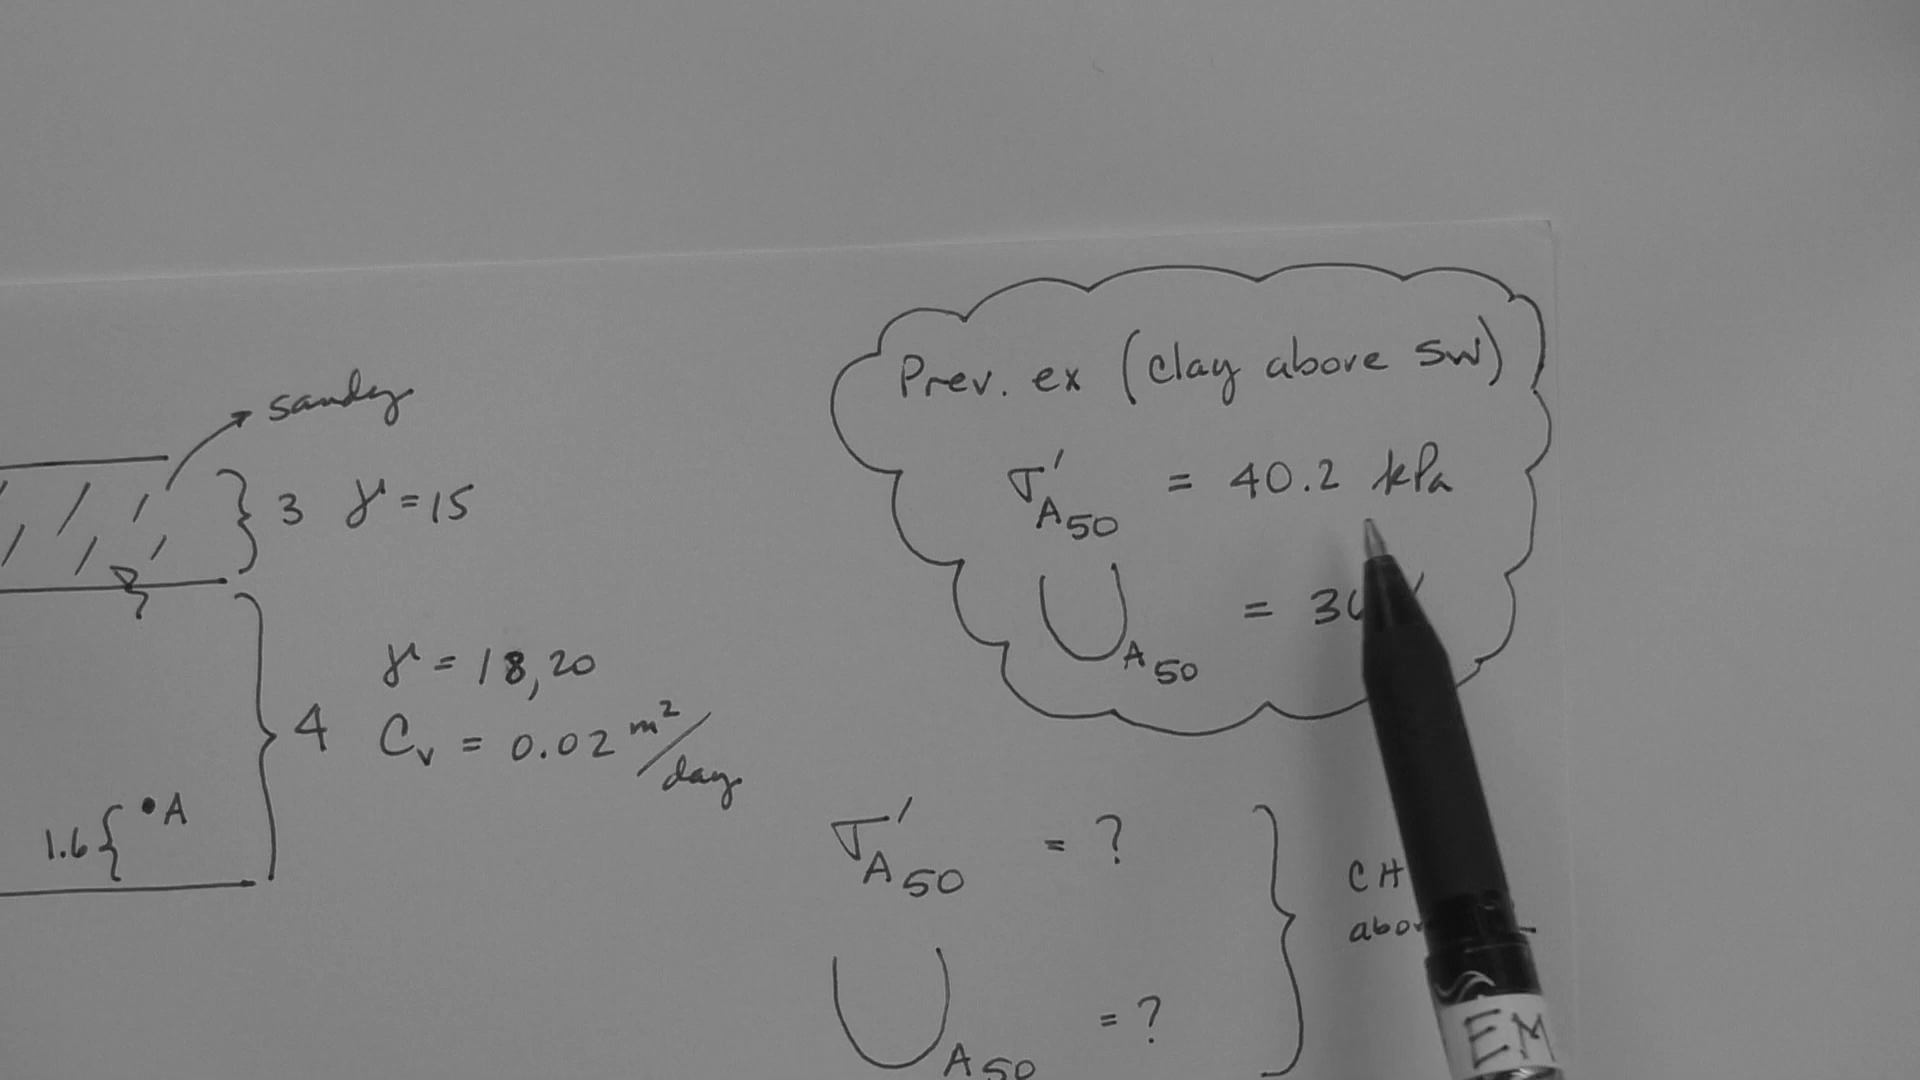 sandy
3 γ = 15
γ = 18,20
4 Cv = 0.02 m²/day
1.6 { •A
Prev. ex (clay above SW)
σ'A50 = 40.2 kPa
UA50 =
σ'A50 = ?
UA50 = ?
CH
EM